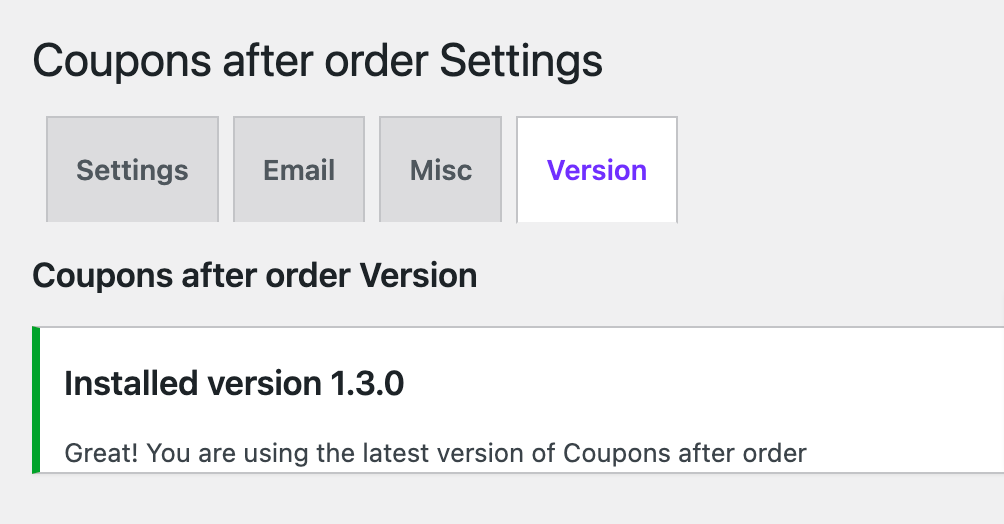 Coupons after order Settings
Settings Email Misc Version
Coupons after order Version
Installed version 1.3.0
Great! You are using the latest version of Coupons after order